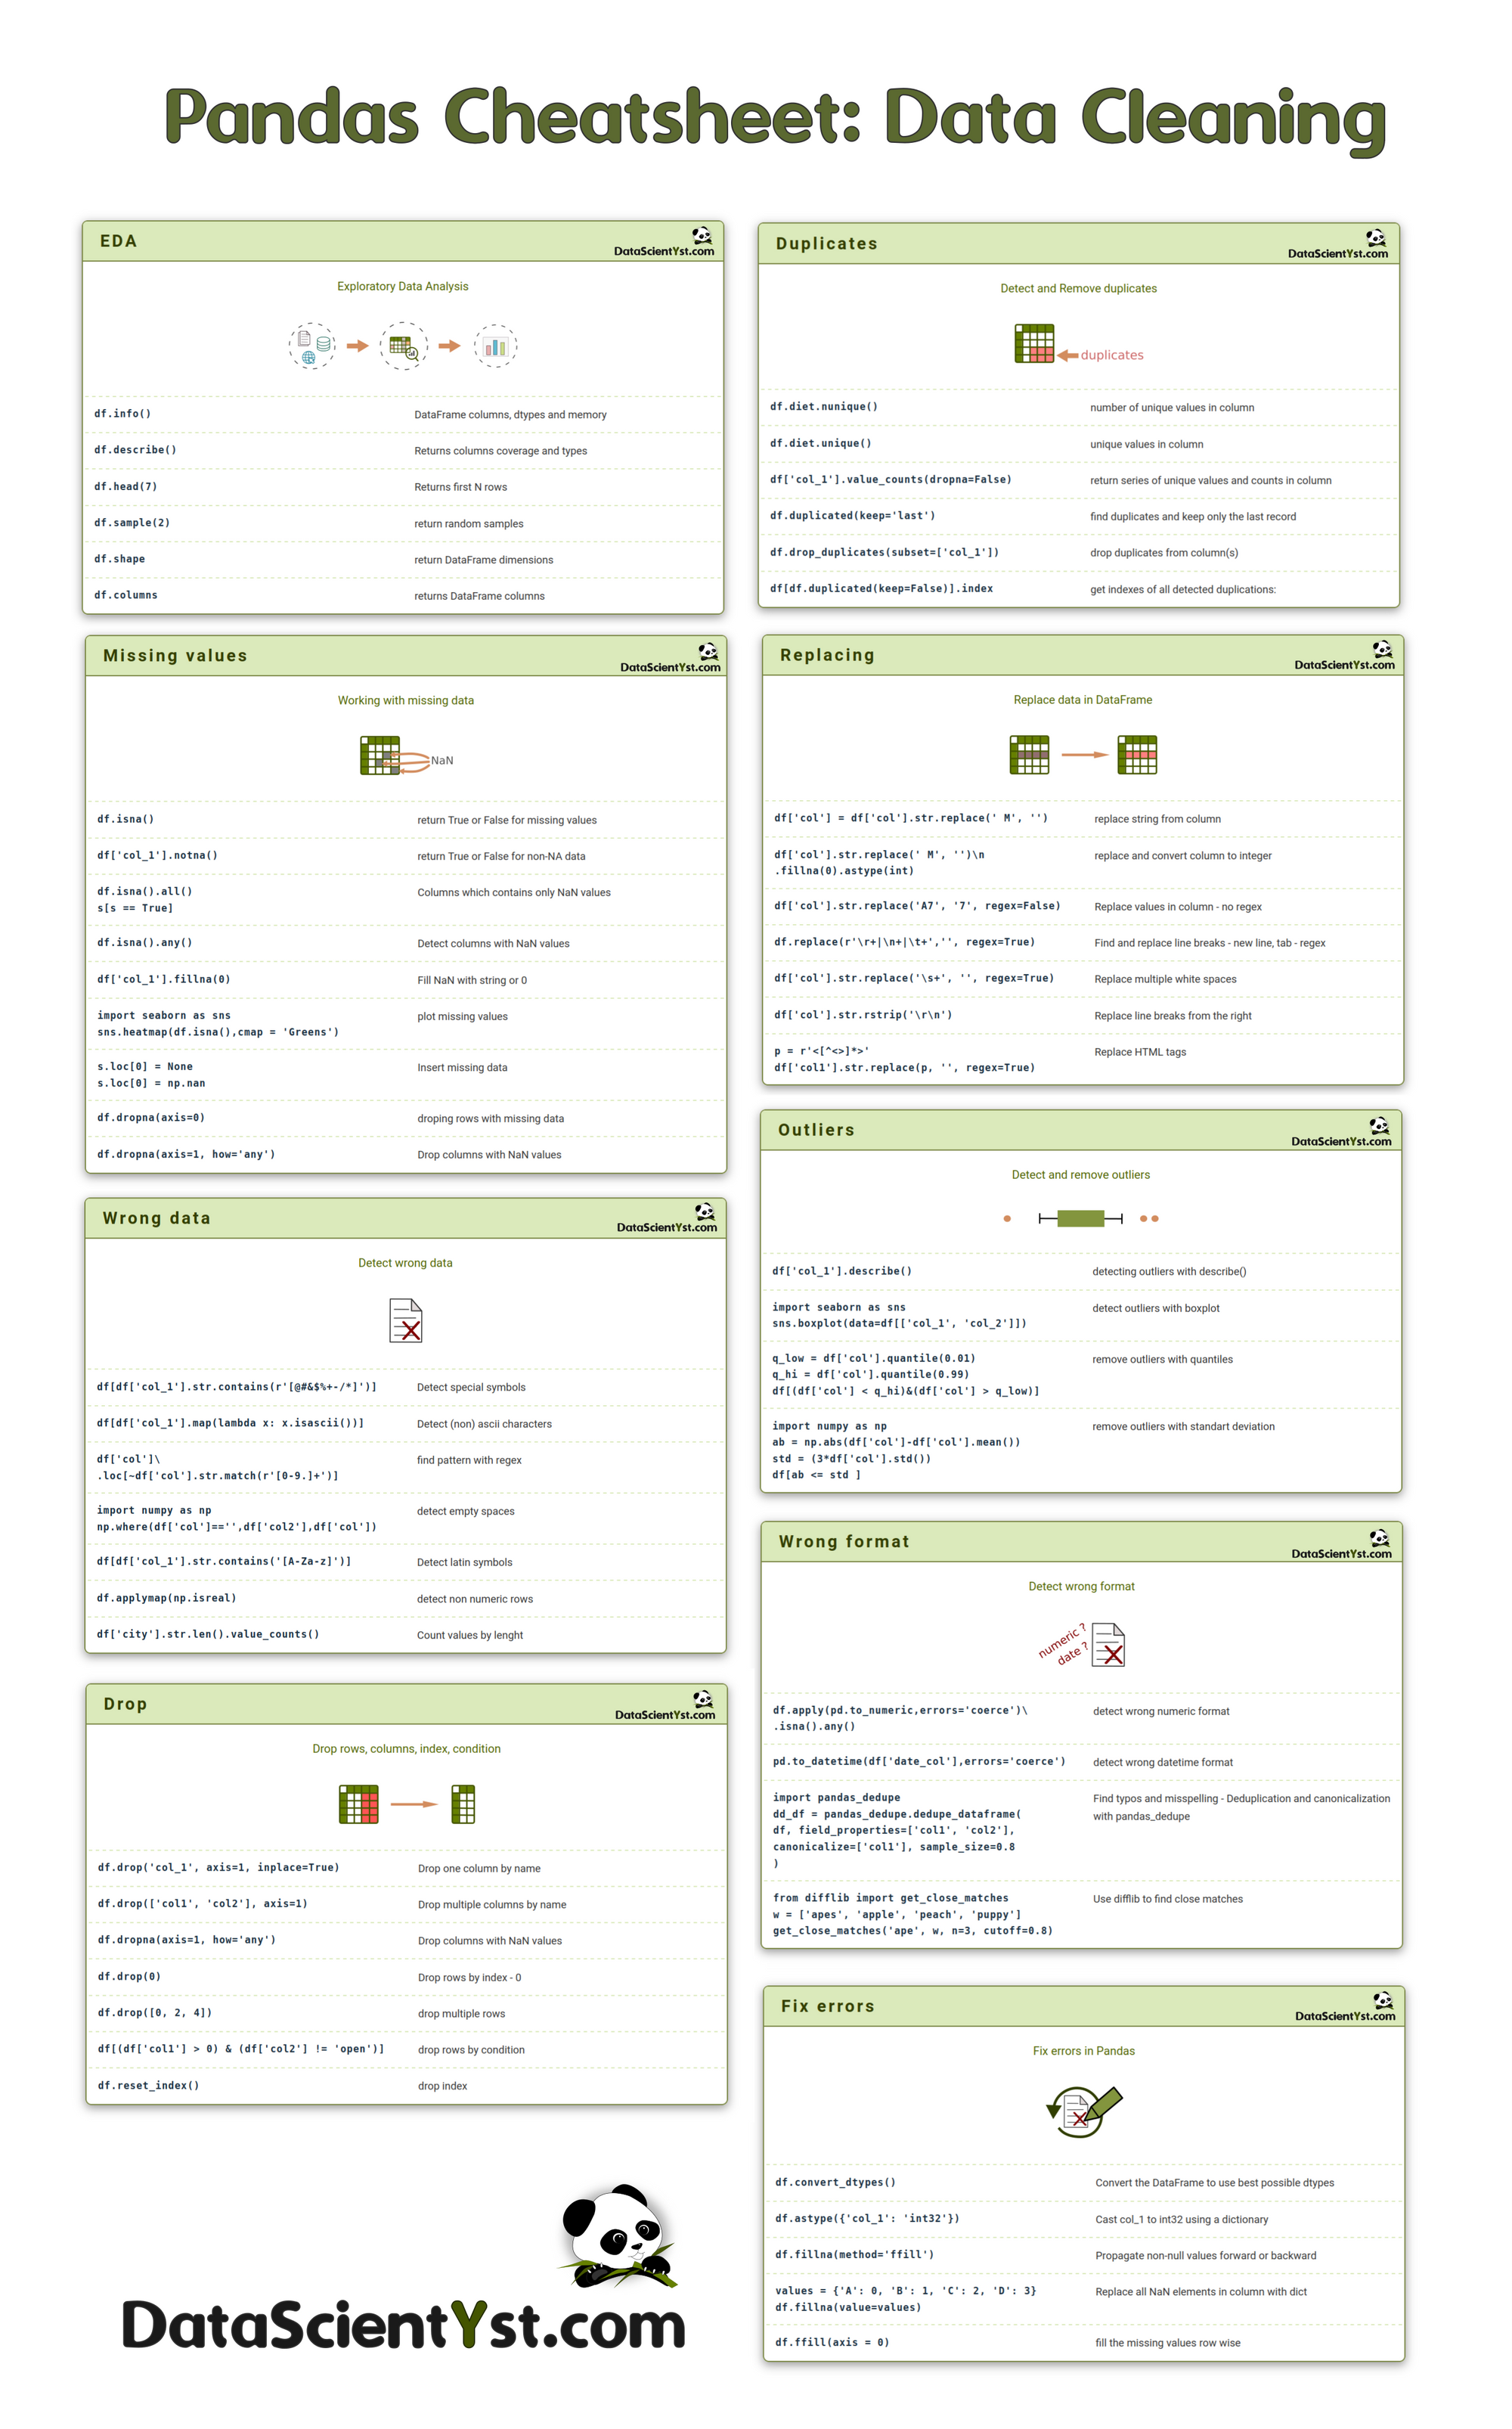 Pandas Cheatsheet: Data Cleaning
EDA
DataScientYst.com
Exploratory Data Analysis
df.info()
DataFrame columns, dtypes and memory
df.describe()
Returns columns coverage and types
df.head(7)
Returns first N rows
df.sample(2)
return random samples
df.shape
return DataFrame dimensions
df.columns
returns DataFrame columns
Missing values
DataScientYst.com
Working with missing data
NaN
df.isna()
return True or False for missing values
df['col_1'].notna()
return True or False for non-NA data
df.isna().all()
s[s == True]
Columns which contains only NaN values
df.isna().any()
Detect columns with NaN values
df['col_1'].fillna(0)
Fill NaN with string or 0
import seaborn as sns
sns.heatmap(df.isna(),cmap = 'Greens')
plot missing values
s.loc[0] = None
s.loc[0] = np.nan
Insert missing data
df.dropna(axis=0)
droping rows with missing data
df.dropna(axis=1, how='any')
Drop columns with NaN values
Wrong data
DataScientYst.com
Detect wrong data
df[df['col_1'].str.contains(r'[@#&$%+-/*]')]
Detect special symbols
df[df['col_1'].map(lambda x: x.isascii())]
Detect (non) ascii characters
df['col']\
.loc[~df['col'].str.match(r'[0-9.]+')]
find pattern with regex
import numpy as np
np.where(df['col']=='',df['col2'],df['col'])
detect empty spaces
df[df['col_1'].str.contains('[A-Za-z]')]
Detect latin symbols
df.applymap(np.isreal)
detect non numeric rows
df['city'].str.len().value_counts()
Count values by lenght
Drop
DataScientYst.com
Drop rows, columns, index, condition
df.drop('col_1', axis=1, inplace=True)
Drop one column by name
df.drop(['col1', 'col2'], axis=1)
Drop multiple columns by name
df.dropna(axis=1, how='any')
Drop columns with NaN values
df.drop(0)
Drop rows by index - 0
df.drop([0, 2, 4])
drop multiple rows
df[(df['col1'] > 0) & (df['col2'] != 'open')]
drop rows by condition
df.reset_index()
drop index
DataScientYst.com
Duplicates
DataScientYst.com
Detect and Remove duplicates
duplicates
df.diet.nunique()
number of unique values in column
df.diet.unique()
unique values in column
df['col_1'].value_counts(dropna=False)
return series of unique values and counts in column
df.duplicated(keep='last')
find duplicates and keep only the last record
df.drop_duplicates(subset=['col_1'])
drop duplicates from column(s)
df[df.duplicated(keep=False)].index
get indexes of all detected duplications:
Replacing
DataScientYst.com
Replace data in DataFrame
df['col'] = df['col'].str.replace(' M', '')
replace string from column
df['col'].str.replace(' M', '')\n
.fillna(0).astype(int)
replace and convert column to integer
df['col'].str.replace('A7', '7', regex=False)
Replace values in column - no regex
df.replace(r'\r+|\n+|\t+','', regex=True)
Find and replace line breaks - new line, tab - regex
df['col'].str.replace('\s+', '', regex=True)
Replace multiple white spaces
df['col'].str.rstrip('\r\n')
Replace line breaks from the right
p = r'<[^<>]*>'
df['col1'].str.replace(p, '', regex=True)
Replace HTML tags
Outliers
DataScientYst.com
Detect and remove outliers
df['col_1'].describe()
detecting outliers with describe()
import seaborn as sns
sns.boxplot(data=df[['col_1', 'col_2']])
detect outliers with boxplot
q_low = df['col'].quantile(0.01)
q_hi = df['col'].quantile(0.99)
df[(df['col'] < q_hi)&(df['col'] > q_low)]
remove outliers with quantiles
import numpy as np
ab = np.abs(df['col']-df['col'].mean())
std = (3*df['col'].std())
df[ab <= std ]
remove outliers with standart deviation
Wrong format
DataScientYst.com
Detect wrong format
numeric ?
date ?
df.apply(pd.to_numeric,errors='coerce')\
.isna().any()
detect wrong numeric format
pd.to_datetime(df['date_col'],errors='coerce')
detect wrong datetime format
import pandas_dedupe
dd_df = pandas_dedupe.dedupe_dataframe(
df, field_properties=['col1', 'col2'],
canonicalize=['col1'], sample_size=0.8
)
Find typos and misspelling - Deduplication and canonicalization
with pandas_dedupe
from difflib import get_close_matches
w = ['apes', 'apple', 'peach', 'puppy']
get_close_matches('ape', w, n=3, cutoff=0.8)
Use difflib to find close matches
Fix errors
DataScientYst.com
Fix errors in Pandas
df.convert_dtypes()
Convert the DataFrame to use best possible dtypes
df.astype({'col_1': 'int32'})
Cast col_1 to int32 using a dictionary
df.fillna(method='ffill')
Propagate non-null values forward or backward
values = {'A': 0, 'B': 1, 'C': 2, 'D': 3}
df.fillna(value=values)
Replace all NaN elements in column with dict
df.ffill(axis = 0)
fill the missing values row wise